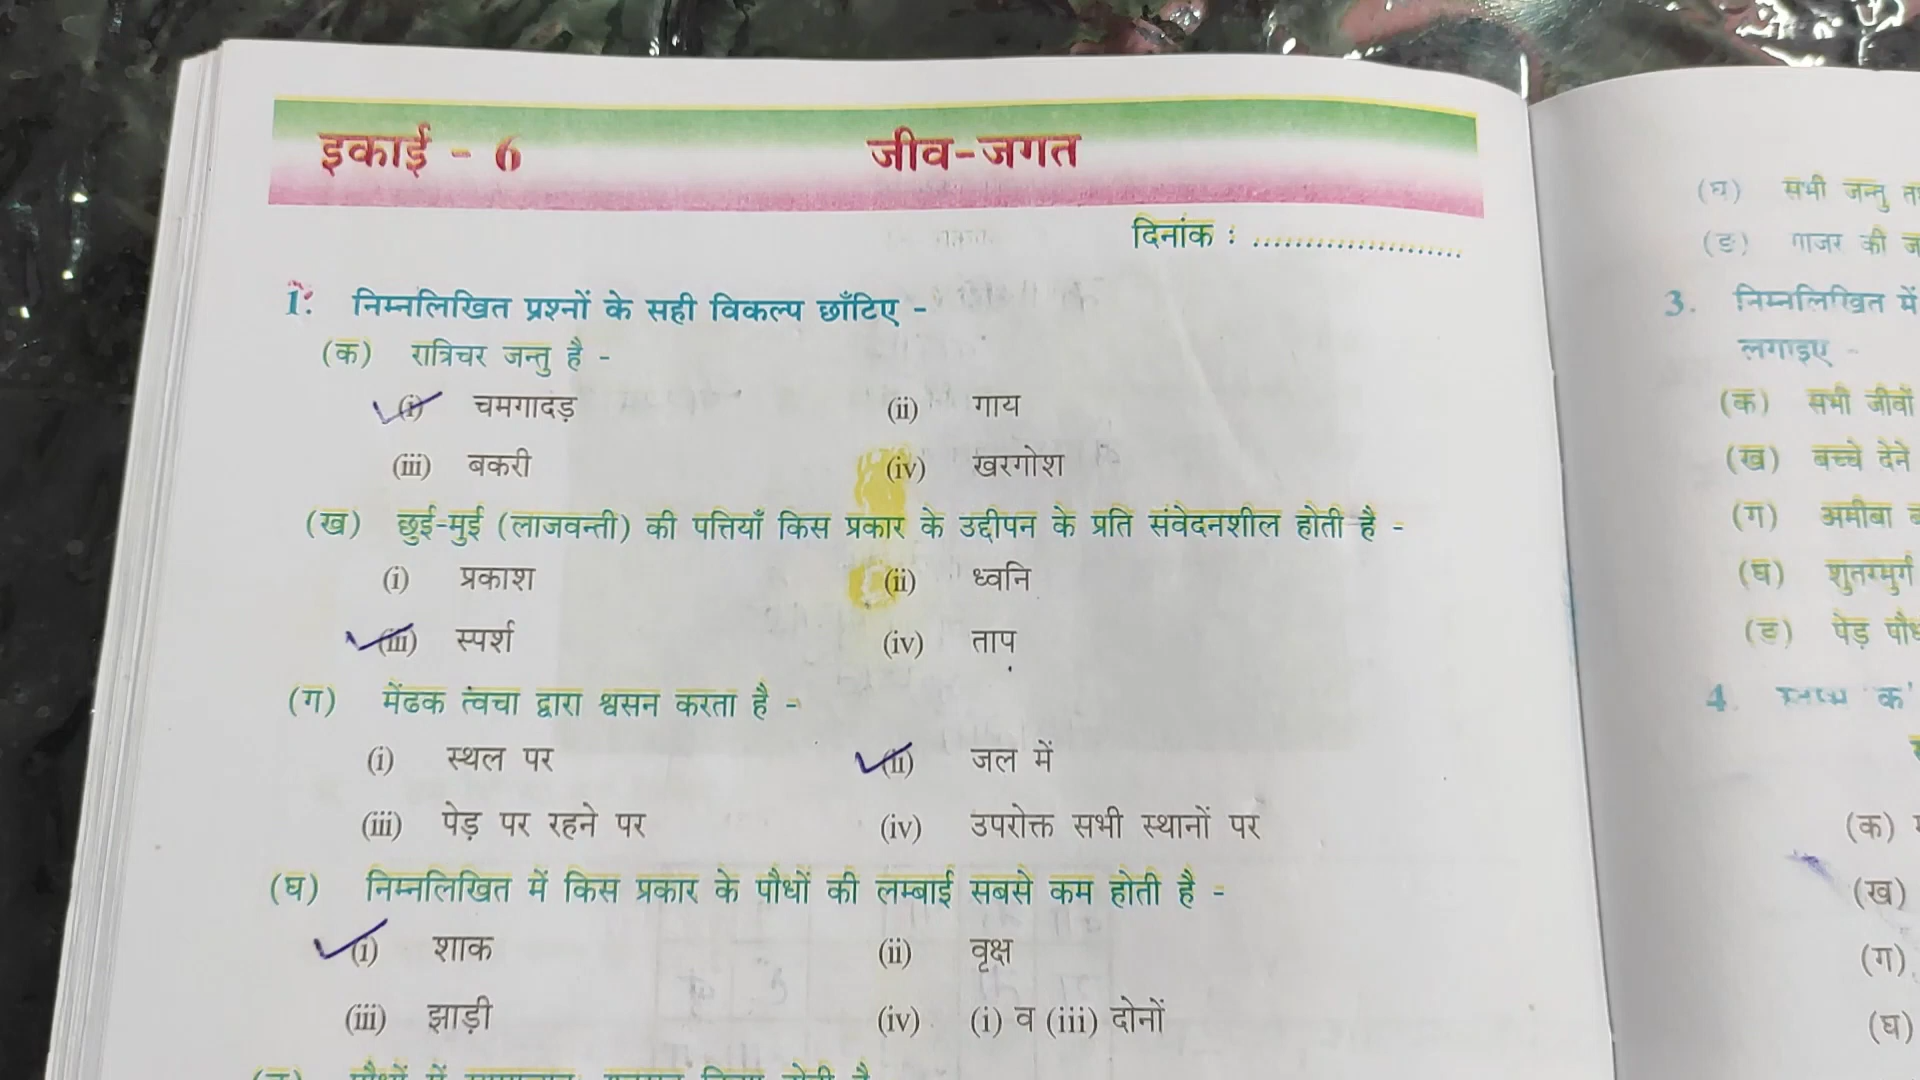 इकाई - 6 जीव-जगत
दिनांक : ......................
1. निम्नलिखित प्रश्नों के सही विकल्प छाँटिए -
(क) रात्रिचर जन्तु है -
(i) चमगादड़ (ii) गाय
(iii) बकरी (iv) खरगोश
(ख) छुई-मुई (लाजवन्ती) की पत्तियाँ किस प्रकार के उद्दीपन के प्रति संवेदनशील होती है -
(i) प्रकाश (ii) ध्वनि
(iii) स्पर्श (iv) ताप
(ग) मेंढक त्वचा द्वारा श्वसन करता है -
(i) स्थल पर (ii) जल में
(iii) पेड़ पर रहने पर (iv) उपरोक्त सभी स्थानों पर
(घ) निम्नलिखित में किस प्रकार के पौधों की लम्बाई सबसे कम होती है -
(i) शाक (ii) वृक्ष
(iii) झाड़ी (iv) (i) व (iii) दोनों
(घ) सभी जन्तु
(ङ) गाजर की
3. निम्नलिखित में
लगाइए -
(क) सभी जीवों
(ख) बच्चे देने
(ग) अमीबा
(घ) शुतुरमुर्ग
(ङ) पेड़
4.
(क)
(ख)
(ग)
(घ)